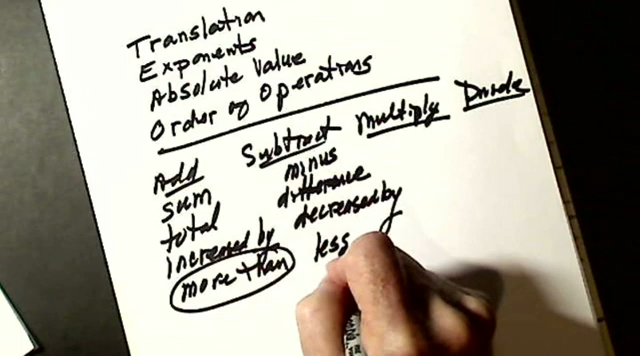 Translation
Exponents
Absolute Value
Order of Operations
Add Subtract Multiply Divide
sum minus
total difference
increased by decreased by
more than less